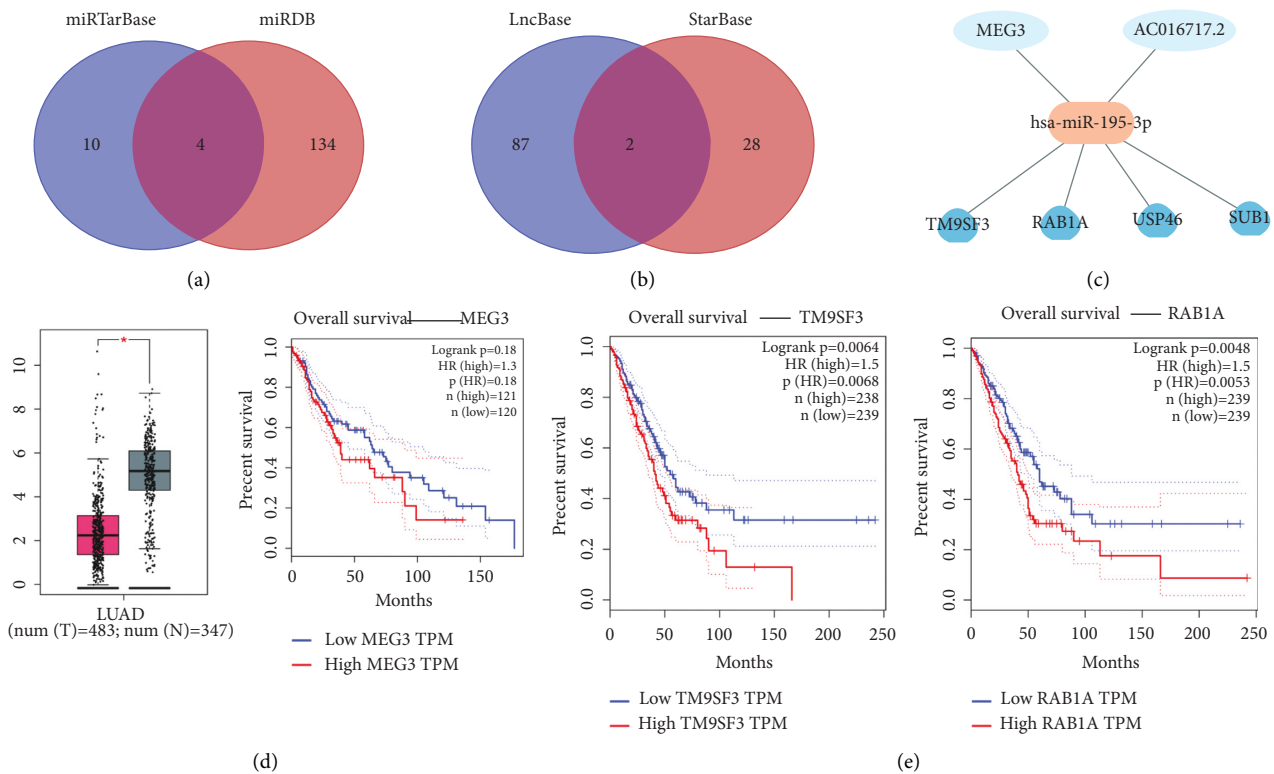 miRTarBase
miRDB
10
4
134
(a)
LncBase
StarBase
87
2
28
(b)
MEG3
AC016717.2
hsa-miR-195-3p
TM9SF3
RAB1A
USP46
SUB1
(c)
10
8
6
4
2
0
*
LUAD
(num (T)=483; num (N)=347)
Overall survival
MEG3
Logrank p=0.18
HR (high)=1.3
p (HR)=0.18
n (high)=121
n (low)=120
Precent survival
1.0
0.8
0.6
0.4
0.2
0.0
0
50
100
150
Months
Low MEG3 TPM
High MEG3 TPM
(d)
Overall survival
TM9SF3
Logrank p=0.0064
HR (high)=1.5
p (HR)=0.0068
n (high)=238
n (low)=239
Precent survival
1.0
0.8
0.6
0.4
0.2
0.0
0
50
100
150
200
250
Months
Low TM9SF3 TPM
High TM9SF3 TPM
Overall survival
RAB1A
Logrank p=0.0048
HR (high)=1.5
p (HR)=0.0053
n (high)=239
n (low)=239
Precent survival
1.0
0.8
0.6
0.4
0.2
0.0
0
50
100
150
200
250
Months
Low RAB1A TPM
High RAB1A TPM
(e)